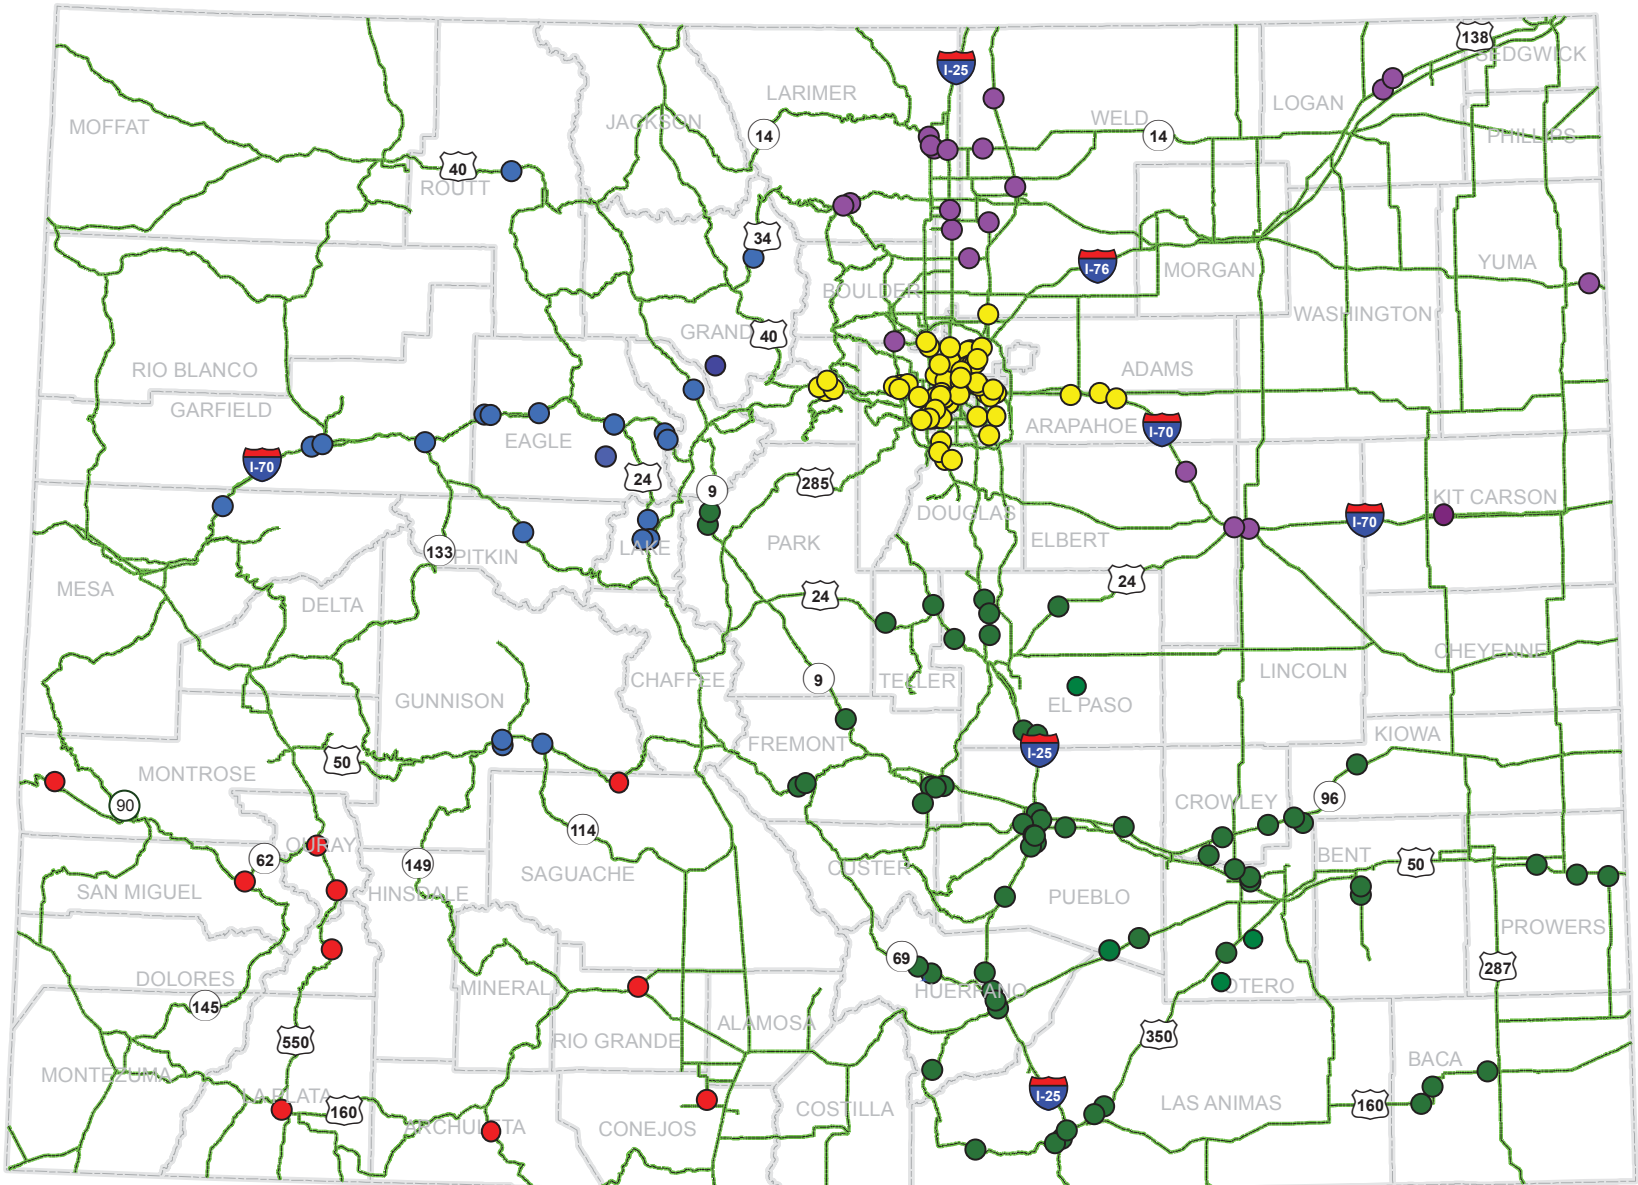 138
SEDGWICK
I-25
LARIMER
LOGAN
MOFFAT
JACKSON
14
WELD
14
PHILLIPS
40
ROUTT
34
I-76
MORGAN
YUMA
BOULDER
WASHINGTON
GRAND
40
RIO BLANCO
ADAMS
GARFIELD
EAGLE
ARAPAHOE
I-70
I-70
24
285
9
KIT CARSON
DOUGLAS
I-70
ELBERT
LAKE
PARK
133
PITKIN
MESA
24
24
DELTA
CHEYENNE
LINCOLN
CHAFFEE
9
TELLER
GUNNISON
EL PASO
KIOWA
FREMONT
I-25
50
MONTROSE
96
CROWLEY
90
114
OURAY
62
BENT
50
149
CUSTER
SAGUACHE
SAN MIGUEL
HINSDALE
PUEBLO
PROWERS
69
287
DOLORES
MINERAL
HUERFANO
OTERO
145
ALAMOSA
350
550
RIO GRANDE
BACA
MONTEZUMA
I-25
LA PLATA
160
COSTILLA
LAS ANIMAS
160
ARCHULETA
CONEJOS